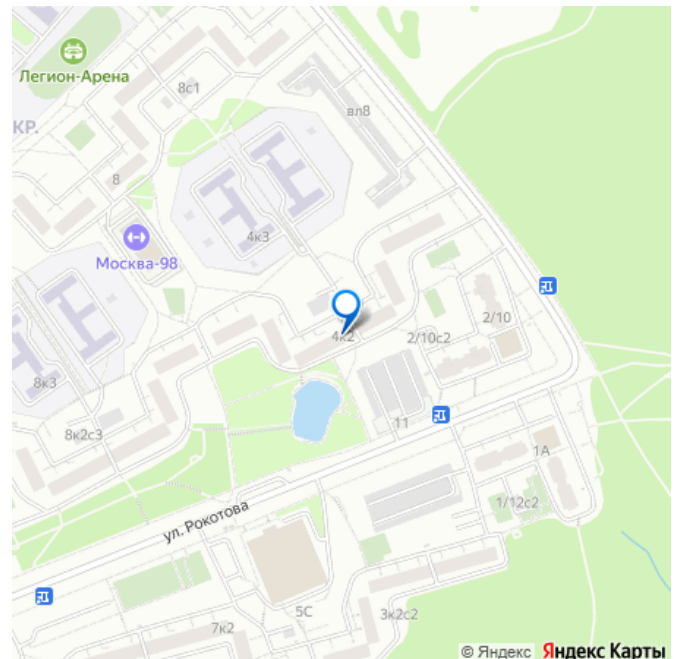 Легион-Арена
8с1
вл8
КР.
8
4к3
Москва-98
2/10
4к2
2/10с2
8к3
11
8к2с3
1А
1/12с2
ул. Рокотова
5С
3к2с2
7к2
© Яндекс Яндекс Карты